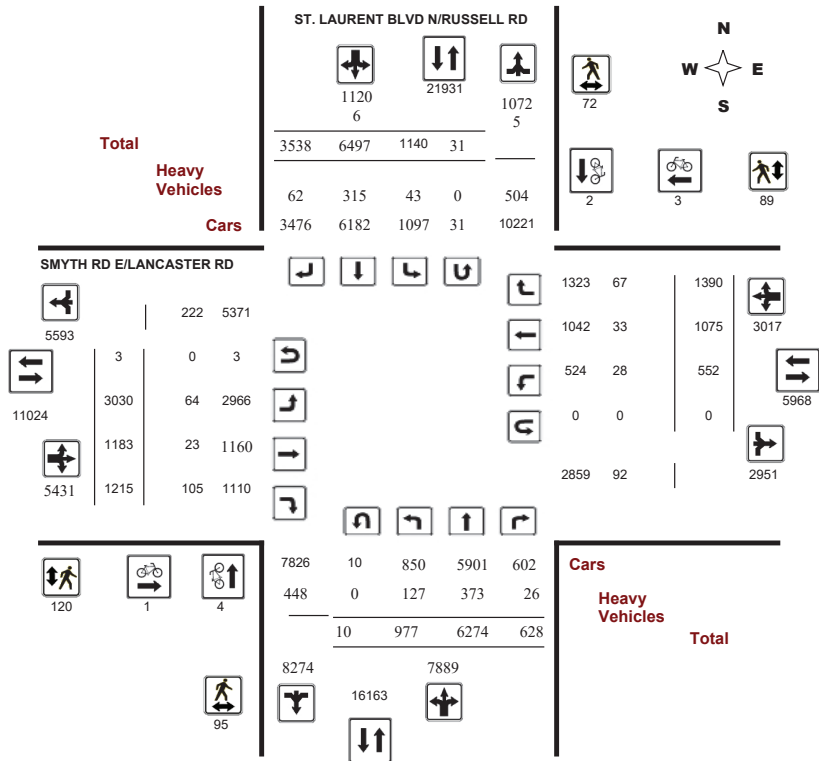 ST. LAURENT BLVD N/RUSSELL RD
N
W E
S
1120
6
21931
1072
5
72
Total
3538 6497 1140 31
Heavy
Vehicles
62 315 43 0 504
Cars
3476 6182 1097 31 10221
2 3 89
SMYTH RD E/LANCASTER RD
5593
222 5371
11024
3 0 3
3030 64 2966
1183 23 1160
5431
1215 105 1110
1323 67 1390
3017
1042 33 1075
524 28 552
5968
0 0 0
2859 92
2951
120 1 4
95
7826 10 850 5901 602
448 0 127 373 26
10 977 6274 628
8274 7889
16163
Cars
Heavy
Vehicles
Total